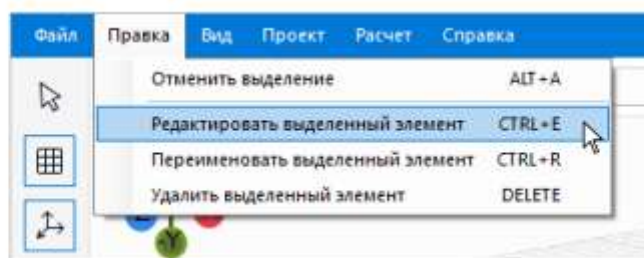 Файл Правка Вид Проект Расчет Справка
Отменить выделение ALT+A
Редактировать выделенный элемент CTRL+E
Переименовать выделенный элемент CTRL+R
Удалить выделенный элемент DELETE
-Y